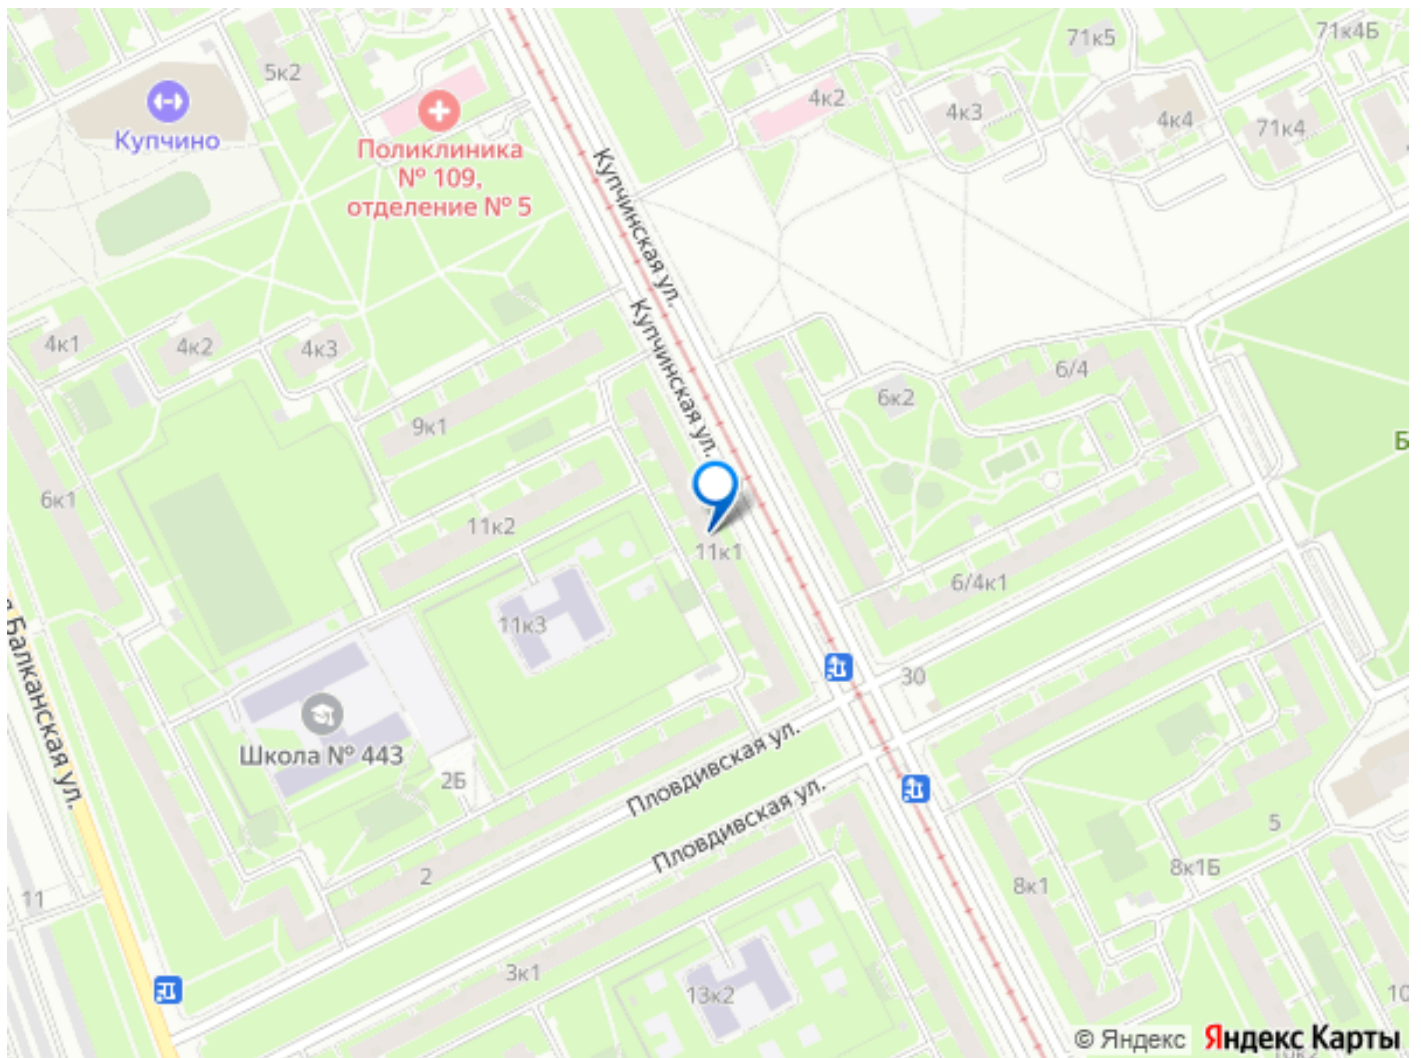 71к5
71к4Б
5к2
4к2
4к3
4к4
71к4
Купчино
Поликлиника
№ 109,
отделение № 5
Купчинская ул.
Купчинская ул.
4к1
4к2
4к3
6/4
6к2
9к1
Б
6к1
11к2
11к1
6/4к1
11к3
Балканская ул.
30
Школа № 443
2Б
Пловдивская ул.
Пловдивская ул.
2
5
8к1
8к1Б
11
3к1
13к2
10
© Яндекс
Яндекс Карты